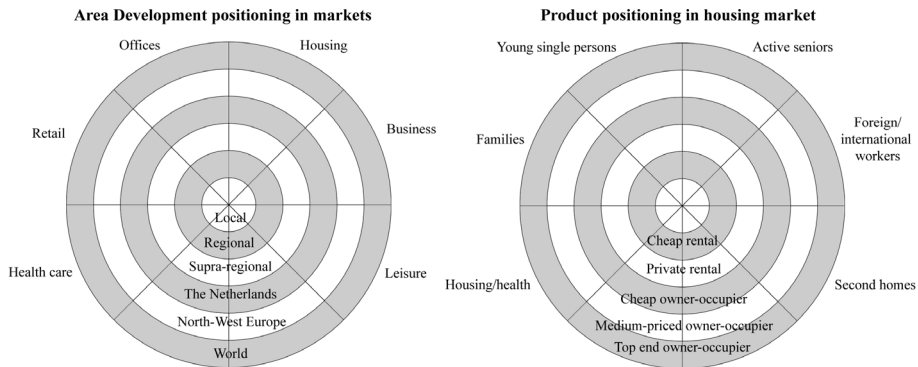 Area Development positioning in markets
Offices
Housing
Retail
Business
Health care
Leisure
Local
Regional
Supra-regional
The Netherlands
North-West Europe
World
Product positioning in housing market
Young single persons
Active seniors
Families
Foreign/
international
workers
Housing/health
Second homes
Cheap rental
Private rental
Cheap owner-occupier
Medium-priced owner-occupier
Top end owner-occupier